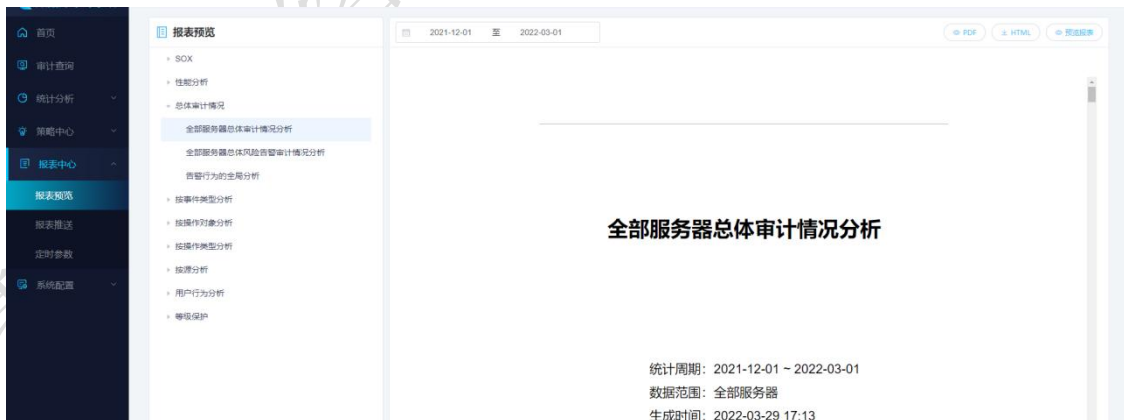 首页
审计查询
统计分析
策略中心
报表中心
报表预览
报表推送
定时参数
系统配置
报表预览
SOX
性能分析
总体审计情况
全部服务器总体审计情况分析
全部服务器总体风险告警审计情况分析
告警行为的全局分析
按事件类型分析
按操作对象分析
按操作类型分析
按源分析
用户行为分析
等级保护
2021-12-01 至 2022-03-01
PDF HTML 预览报表
全部服务器总体审计情况分析
统计周期：2021-12-01 ~ 2022-03-01
数据范围：全部服务器
生成时间：2022-03-29 17:13